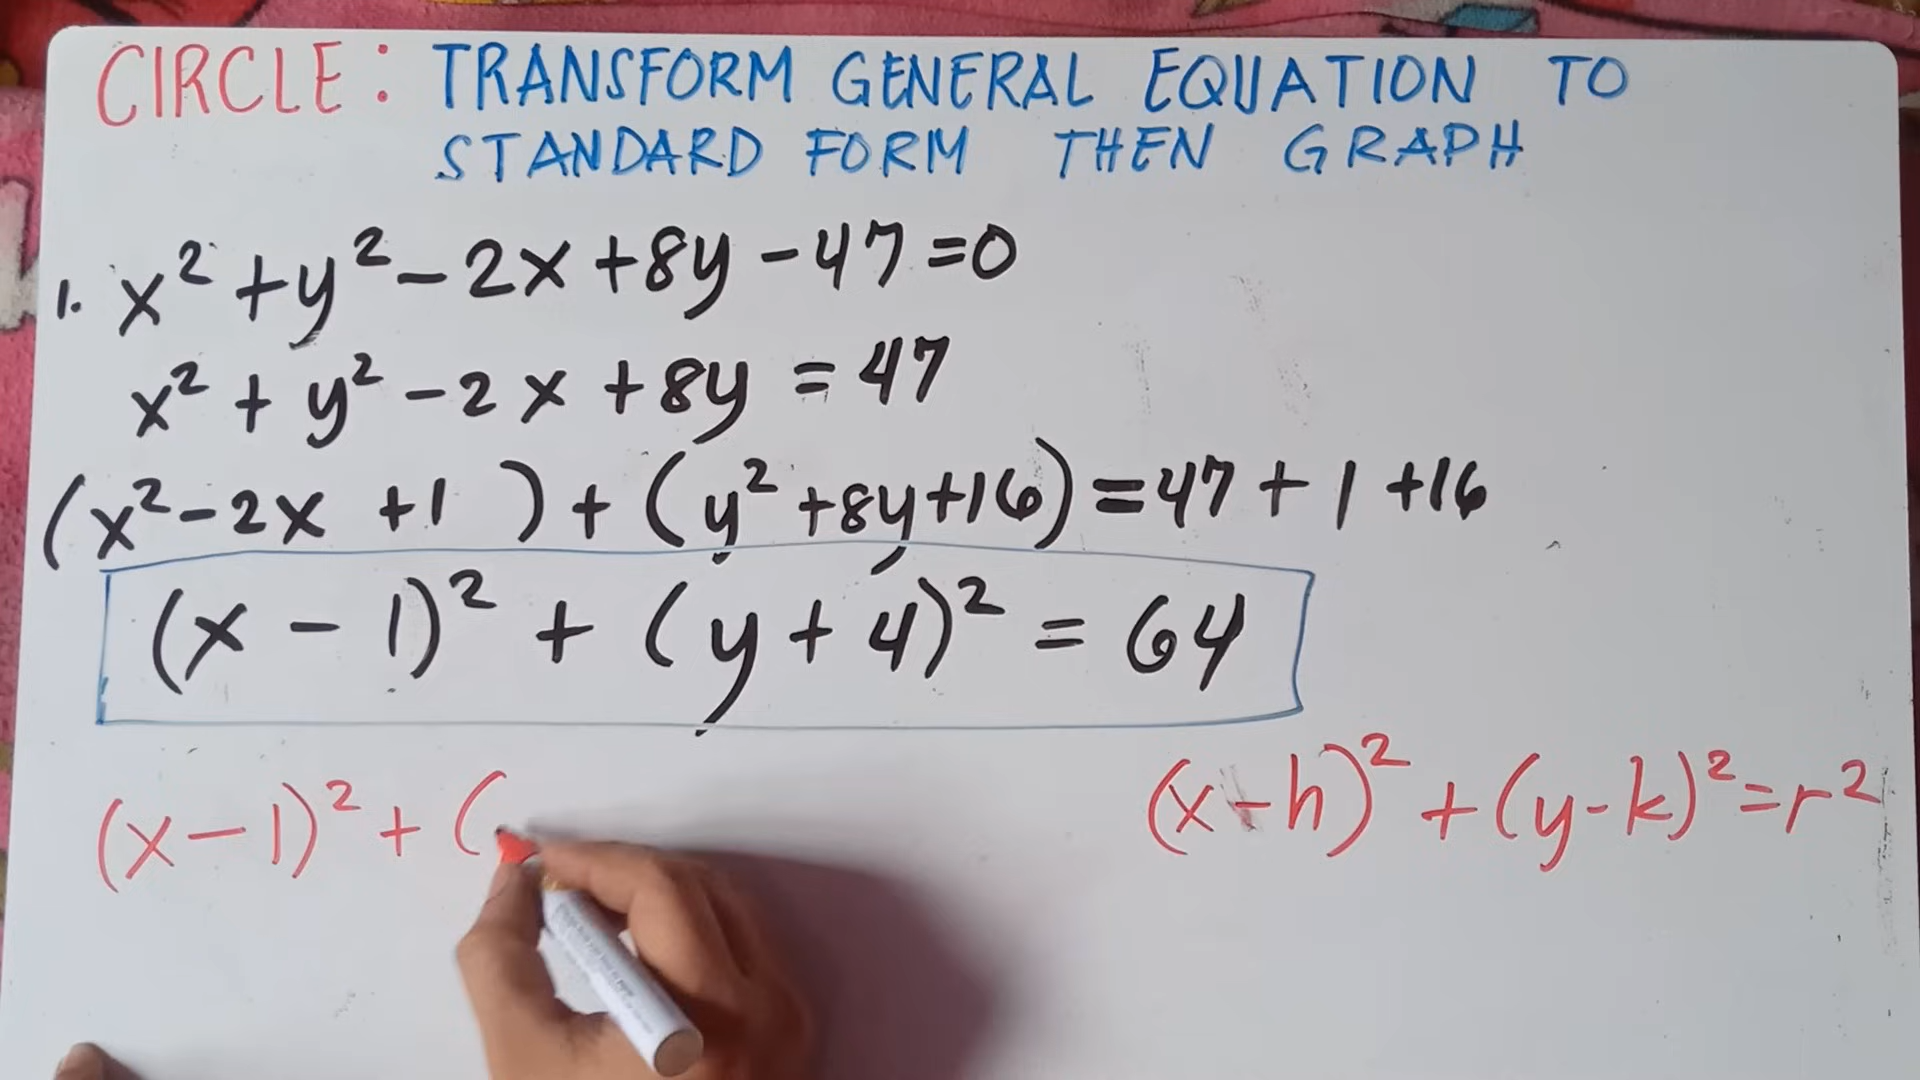 CIRCLE: TRANSFORM GENERAL EQUATION TO
STANDARD FORM THEN GRAPH
1. x² + y² - 2x + 8y - 47 = 0
x² + y² - 2x + 8y = 47
(x² - 2x + 1 ) + (y² + 8y + 16) = 47 + 1 + 16
(x - 1)² + (y + 4)² = 64
(x - 1)² + (
(x - h)² + (y - k)² = r²